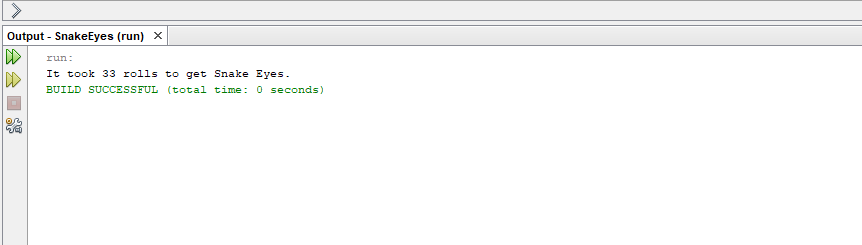 Output - SnakeEyes (run)
run:
It took 33 rolls to get Snake Eyes.
BUILD SUCCESSFUL (total time: 0 seconds)